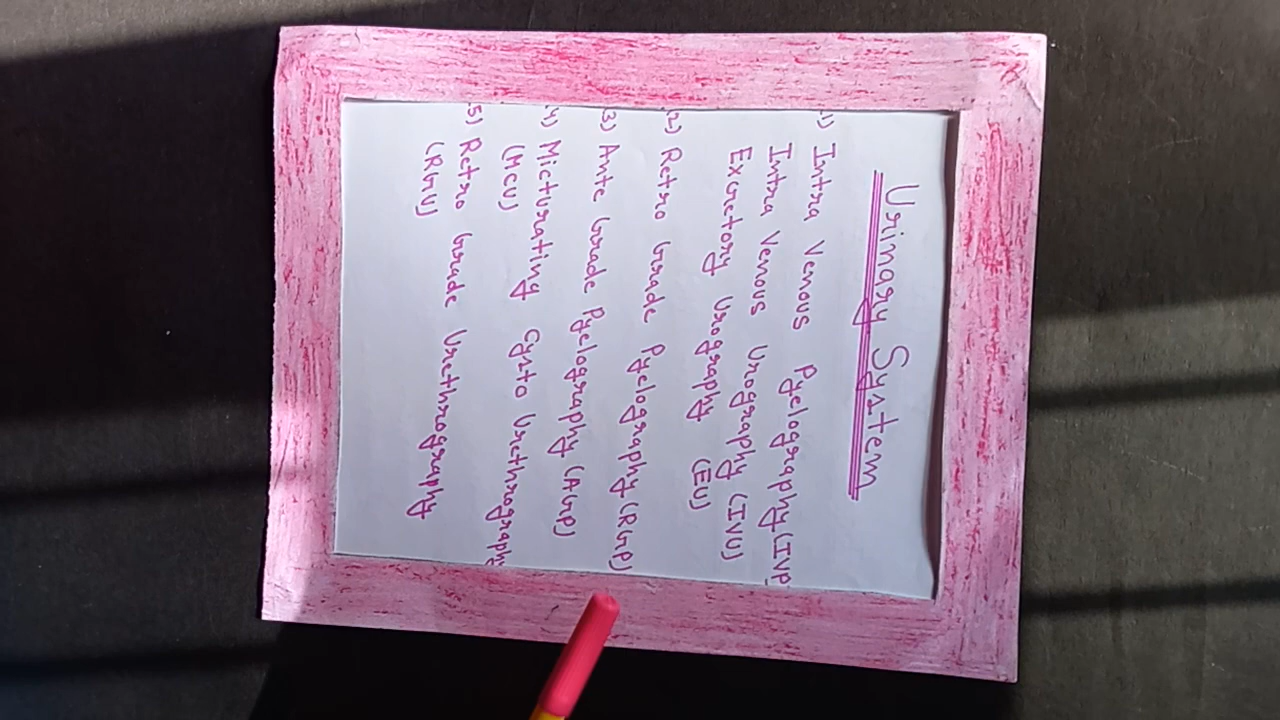 Urinary System
1) Intra Venous Pyelography (IVP
Intra Venous Urography (IVU)
Excretory Urography (EU)
(2) Retro Grade Pyelography (RGP)
(3) Ante Grade Pyelography (AGP)
4) Micturating Cysto Urethrography
(MCU)
5) Retro Grade Urethrography
(RGU)